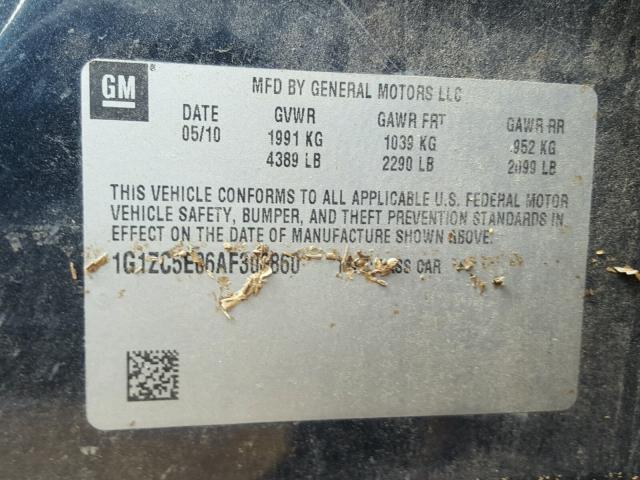 GM ®
MFD BY GENERAL MOTORS LLC
DATE GVWR GAWR FRT GAWR RR
05/10 1991 KG 1039 KG 952 KG
4389 LB 2290 LB 2099 LB
THIS VEHICLE CONFORMS TO ALL APPLICABLE U.S. FEDERAL MOTOR
VEHICLE SAFETY, BUMPER, AND THEFT PREVENTION STANDARDS IN
EFFECT ON THE DATE OF MANUFACTURE SHOWN ABOVE.
CAR